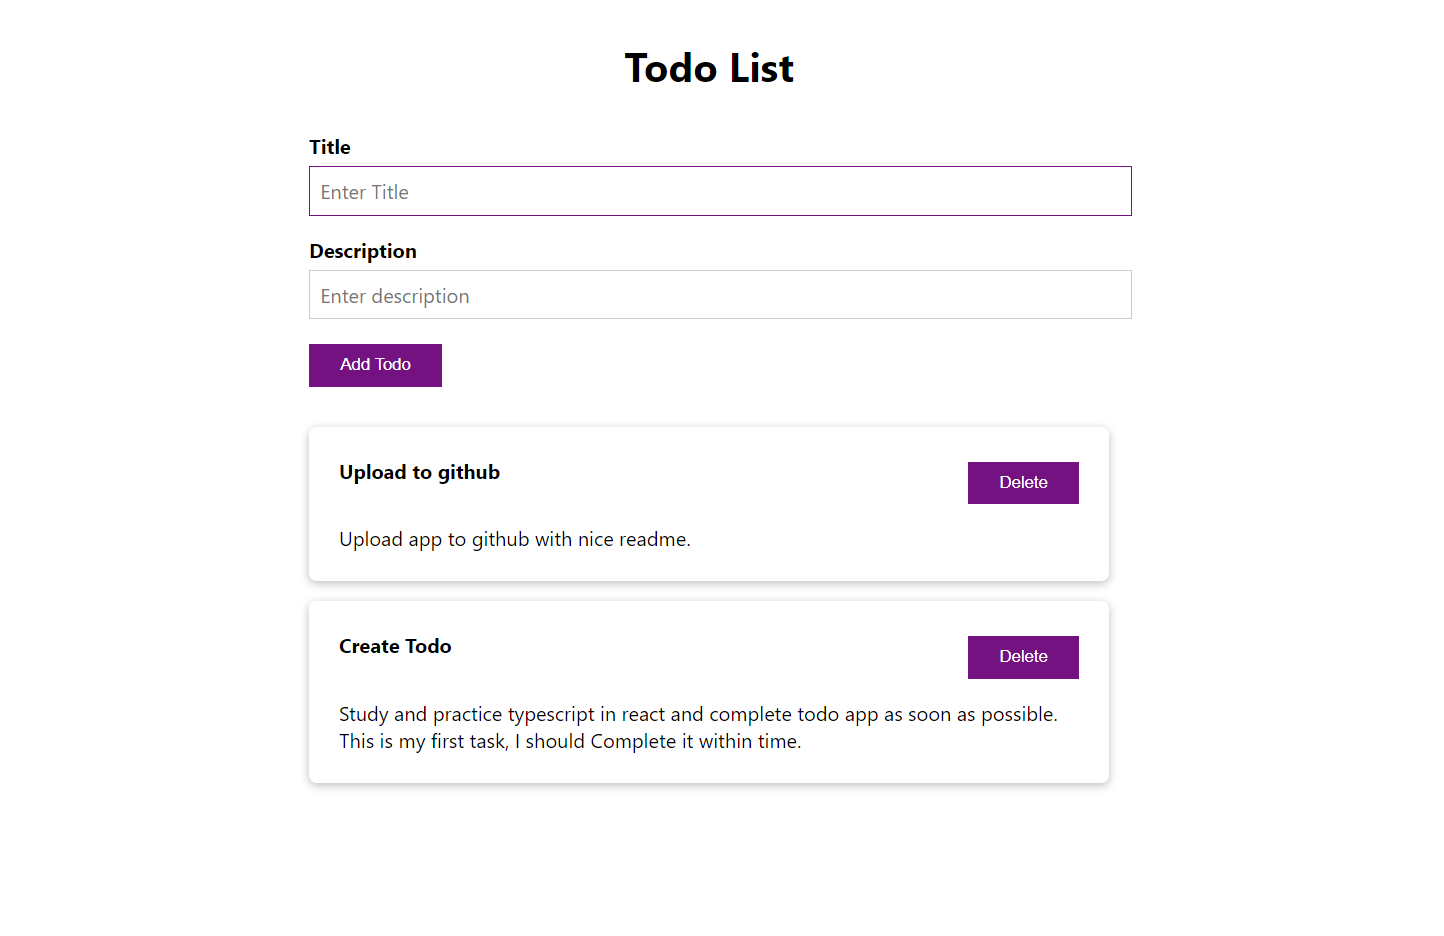 Todo List
Title
Enter Title
Description
Enter description
Add Todo
Upload to github
Delete
Upload app to github with nice readme.
Create Todo
Delete
Study and practice typescript in react and complete todo app as soon as possible.
This is my first task, I should Complete it within time.